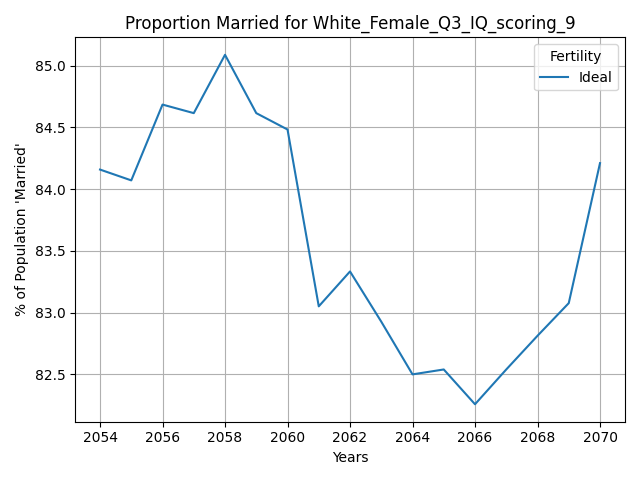 Proportion Married for White_Female_Q3_IQ_scoring_9
% of Population 'Married'
85.0
84.5
84.0
83.5
83.0
82.5
Fertility
Ideal
2054 2056 2058 2060 2062 2064 2066 2068 2070
Years